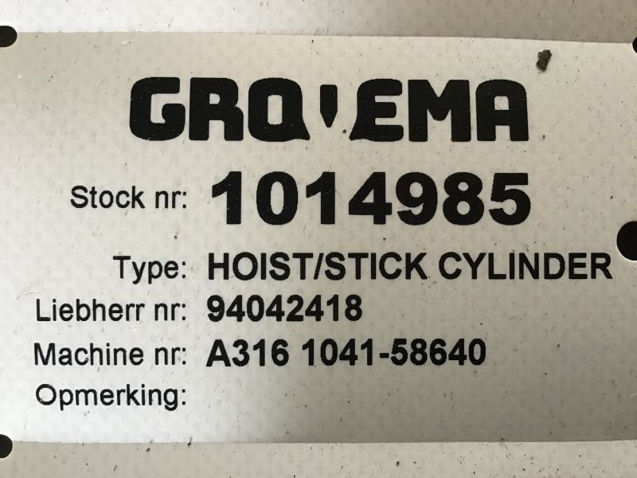 GROVEMA
Stock nr: 1014985
Type: HOIST/STICK CYLINDER
Liebherr nr: 94042418
Machine nr: A316 1041-58640
Opmerking: